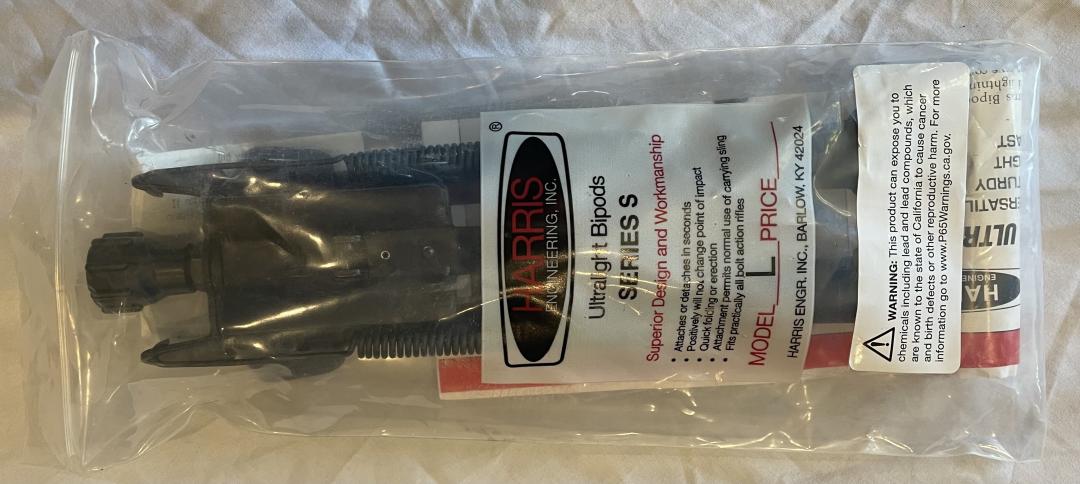 ®
HARRIS
ENGINEERING, INC.
Ultralight Bipods
SERIES S
Superior Design and Workmanship
• Attaches or detaches in seconds
• Positively will not change point of impact
• Quick folding or erection
• Attachment permits normal use of carrying sling
• Fits practically all bolt action rifles
MODEL L PRICE
HARRIS ENGR. INC., BARLOW, KY 42024
WARNING: This product can expose you to
chemicals including lead and lead compounds, which
are known to the state of California to cause cancer
and birth defects or other reproductive harm. For more
information go to www.P65Warnings.ca.gov.
HA
ENGINE
ULTR
ERSATIL
TURDY
GHT
AST